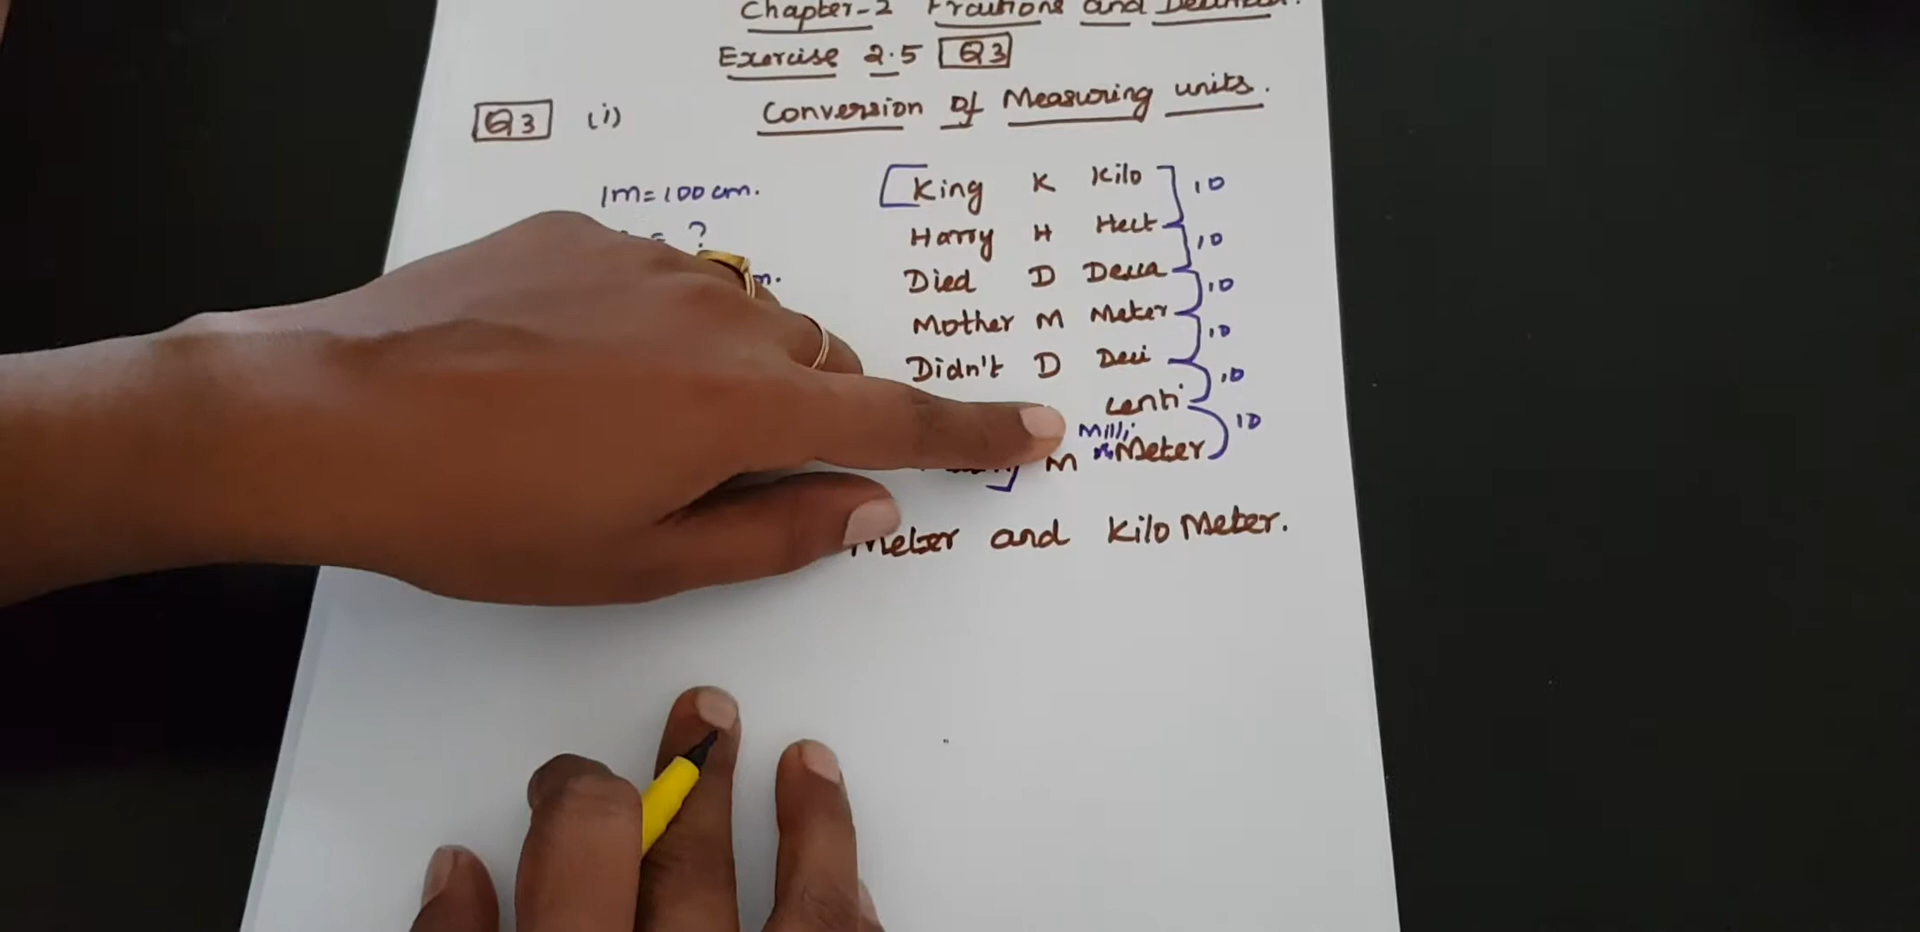 Chapter-2 Fractions and Decimal.
Exercise 2.5 Q3
Q3 (i) Conversion of Measuring units.
1m=100 cm.
= ?
m.
King K Kilo 10
Harry H Hect 10
Died D Decca 10
Mother M Meter 10
Didn't D Deci 10
Centi 10
Milli
M Meter
Meter and Kilo Meter.